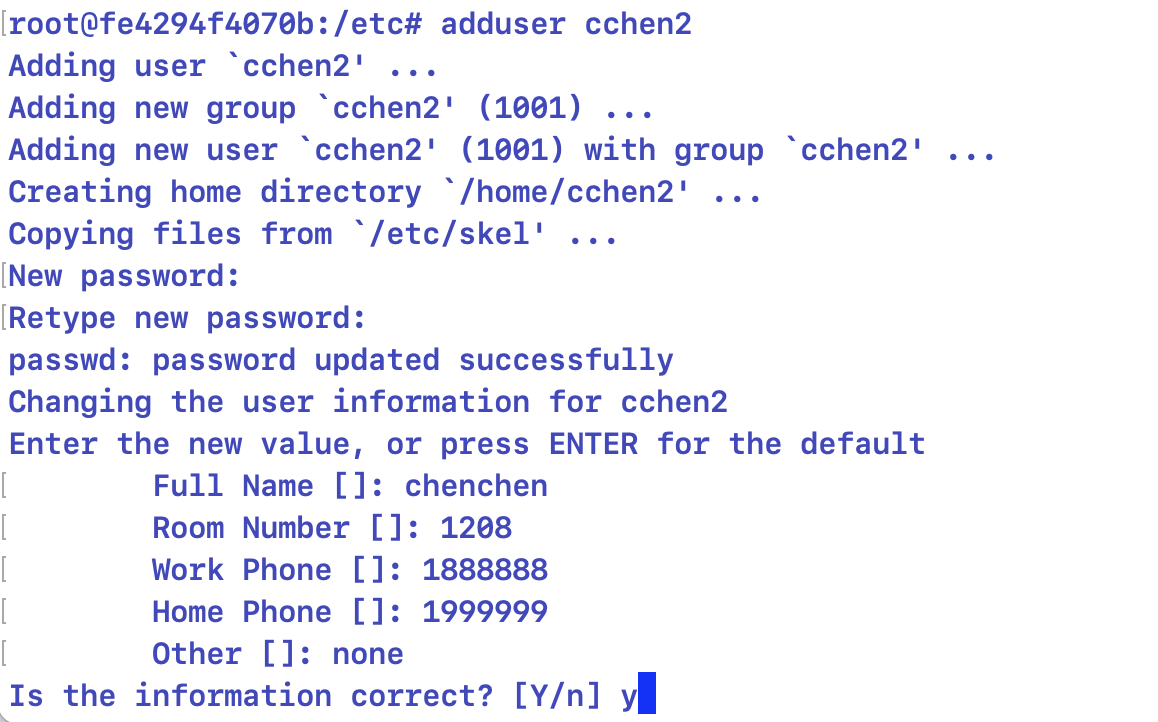 root@fe4294f4070b:/etc# adduser cchen2
Adding user `cchen2' ...
Adding new group `cchen2' (1001) ...
Adding new user `cchen2' (1001) with group `cchen2' ...
Creating home directory `/home/cchen2' ...
Copying files from `/etc/skel' ...
New password:
Retype new password:
passwd: password updated successfully
Changing the user information for cchen2
Enter the new value, or press ENTER for the default
Full Name []: chenchen
Room Number []: 1208
Work Phone []: 1888888
Home Phone []: 1999999
Other []: none
Is the information correct? [Y/n] y